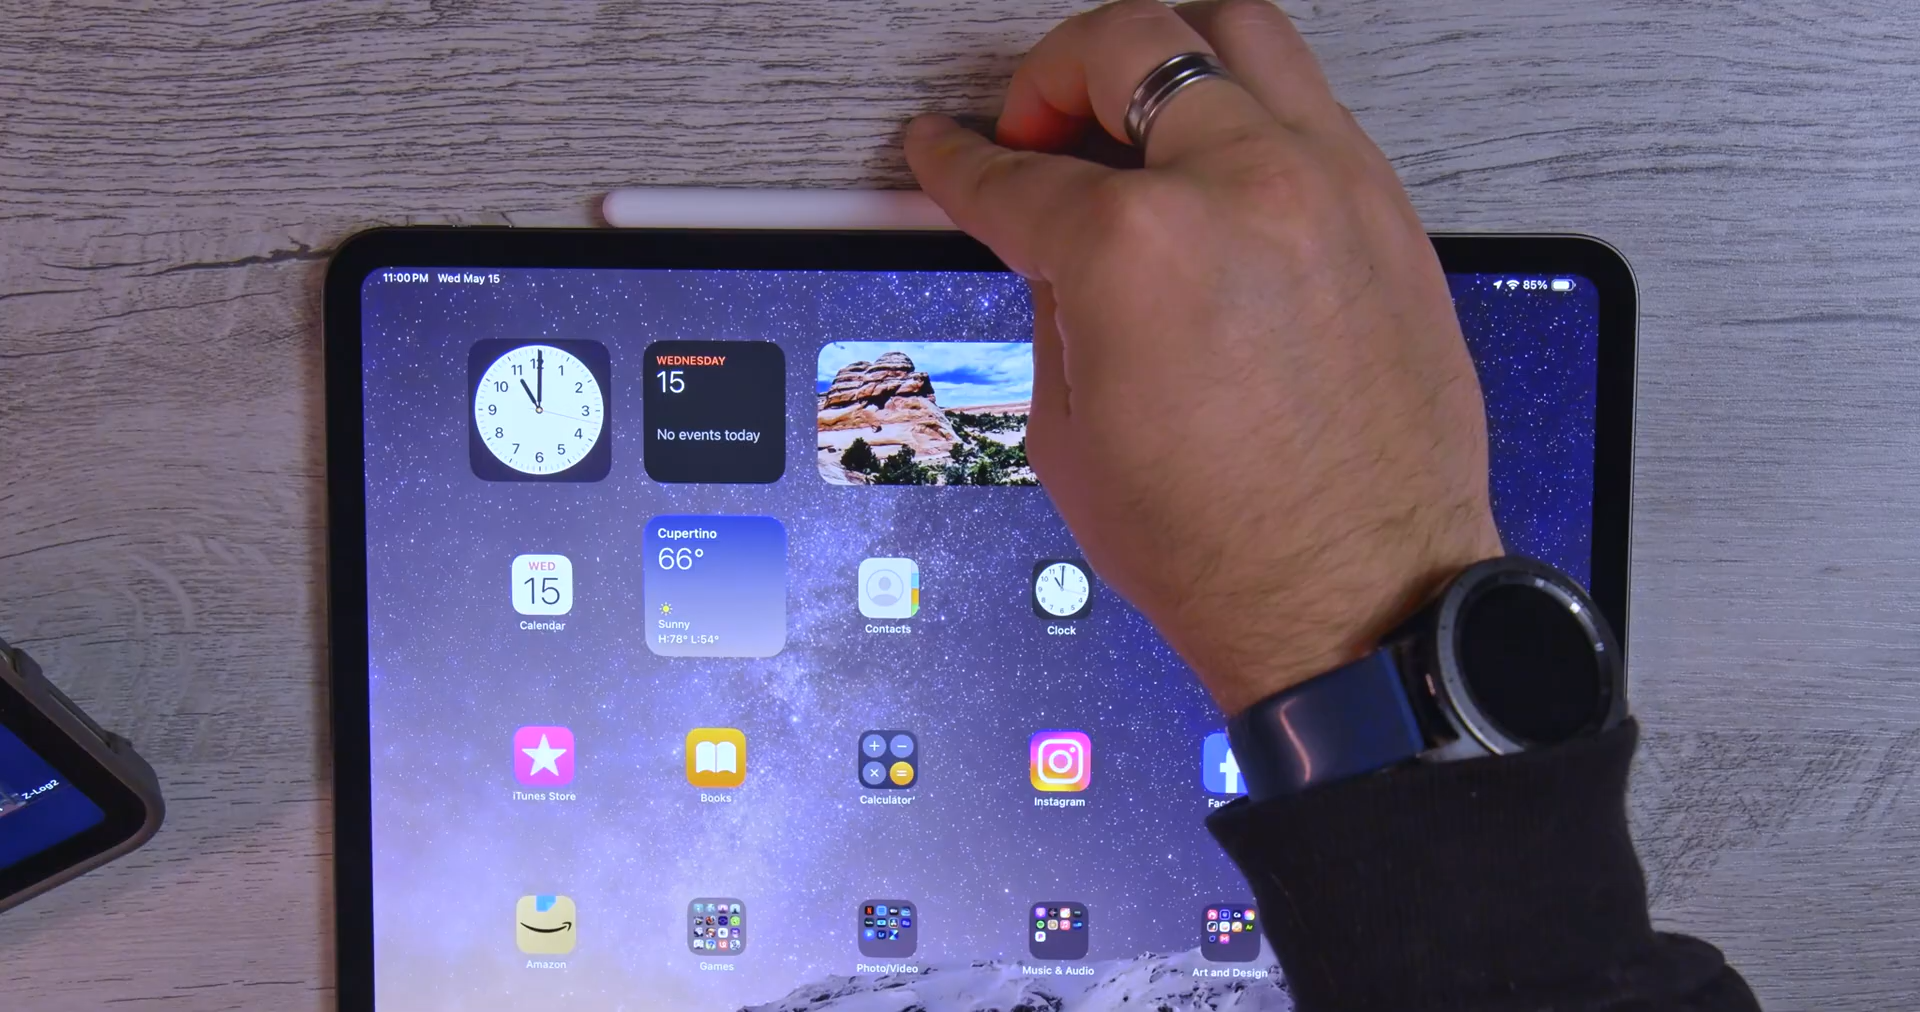 11:00 PM Wed May 15
85%
12
1
2
3
4
5
6
7
8
9
10
11
WEDNESDAY
15
No events today
Cupertino
66°
Sunny
H:78° L:54°
WED
15
Calendar
Contacts
Clock
iTunes Store
Books
Calculator'
Instagram
Z-Log2
Amazon
Games
Photo/Video
Music & Audio
Art and Design